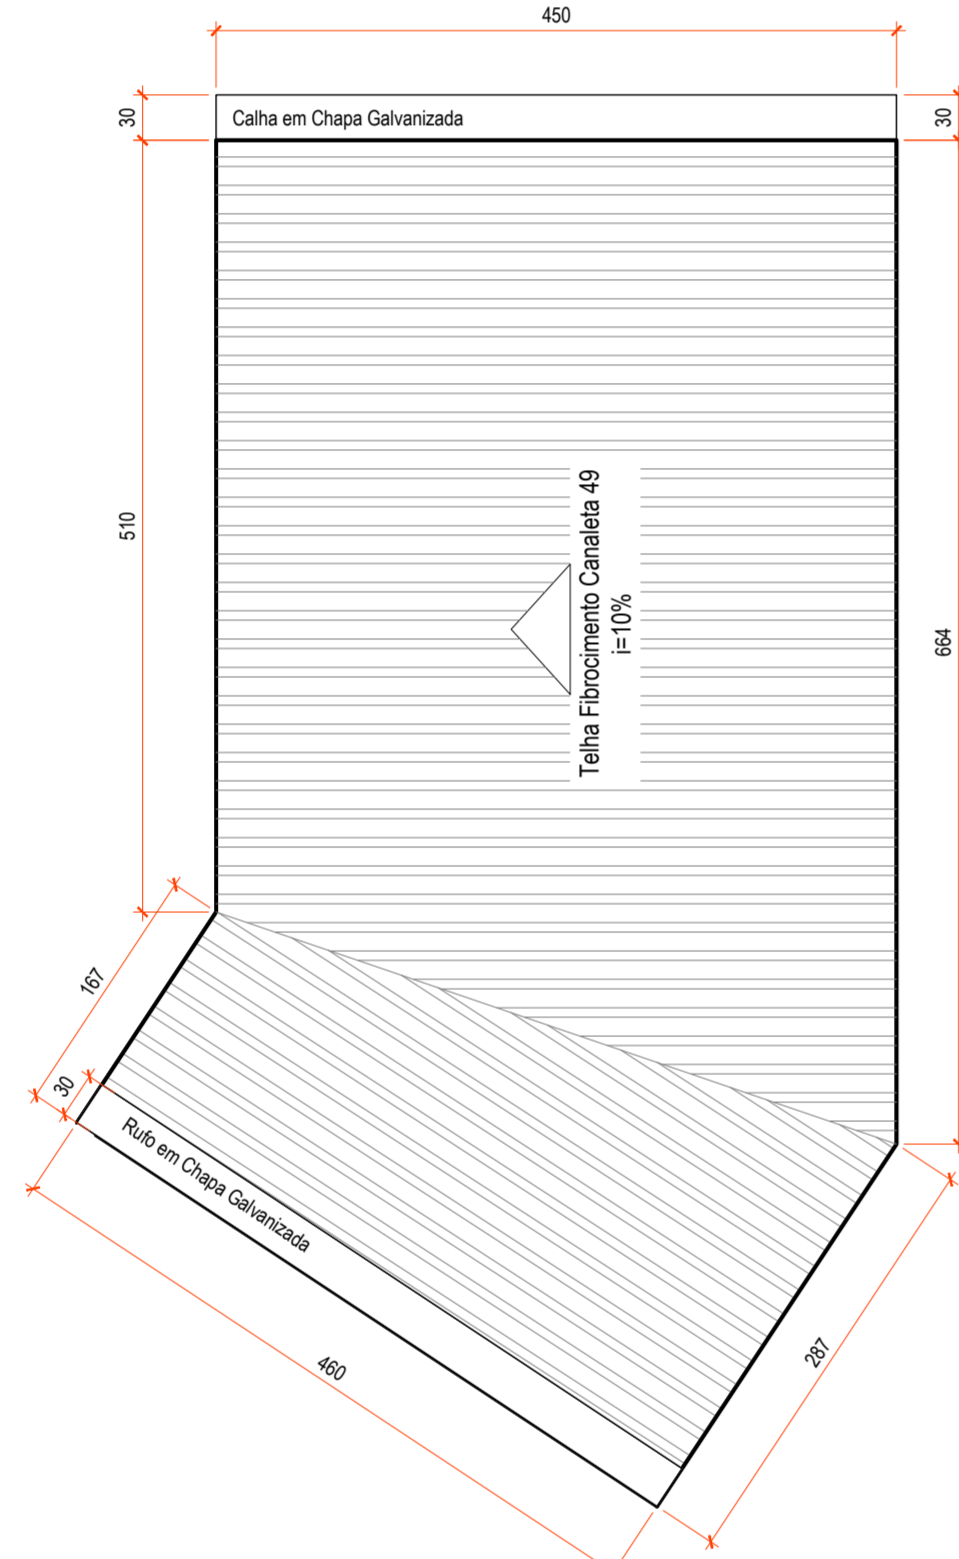 450
30
Calha em Chapa Galvanizada
30
510
Telha Fibrocimento Canaleta 49
i=10%
664
167
30
Rufo em Chapa Galvanizada
460
287